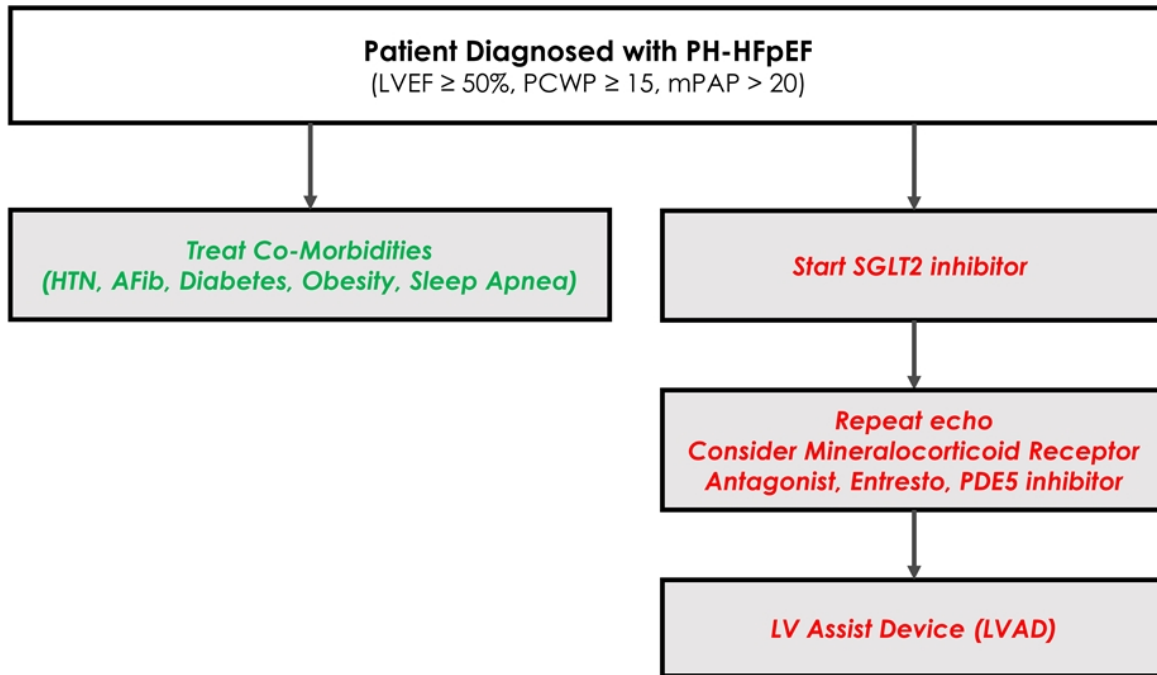 Patient Diagnosed with PH-HFpEF
(LVEF ≥ 50%, PCWP ≥ 15, mPAP > 20)
Treat Co-Morbidities
(HTN, AFib, Diabetes, Obesity, Sleep Apnea)
Start SGLT2 inhibitor
Repeat echo
Consider Mineralocorticoid Receptor
Antagonist, Entresto, PDE5 inhibitor
LV Assist Device (LVAD)